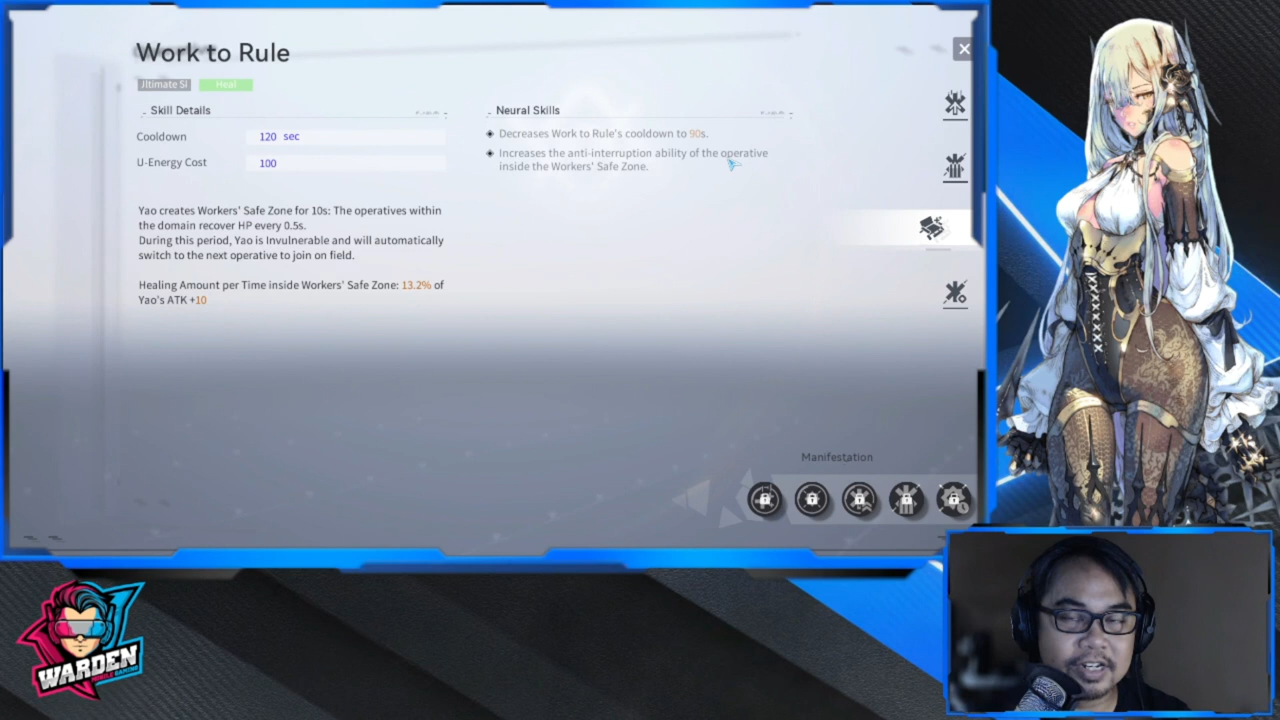 Work to Rule
Ultimate Sl
Heal
Skill Details
Cooldown 120 sec
U-Energy Cost 100
Yao creates Workers' Safe Zone for 10s: The operatives within
the domain recover HP every 0.5s.
During this period, Yao is Invulnerable and will automatically
switch to the next operative to join on field.
Healing Amount per Time inside Workers' Safe Zone: 13.2% of
Yao's ATK +10
Neural Skills
Decreases Work to Rule's cooldown to 90s.
Increases the anti-interruption ability of the operative
inside the Workers' Safe Zone.
Manifestation
WARDEN
MOBILE GAMING